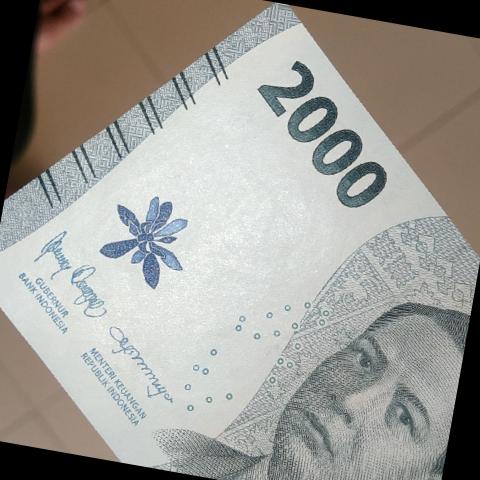 2000
GUBERNUR
BANK INDONESIA
MENTERI KEUANGAN
REPUBLIK INDONESIA